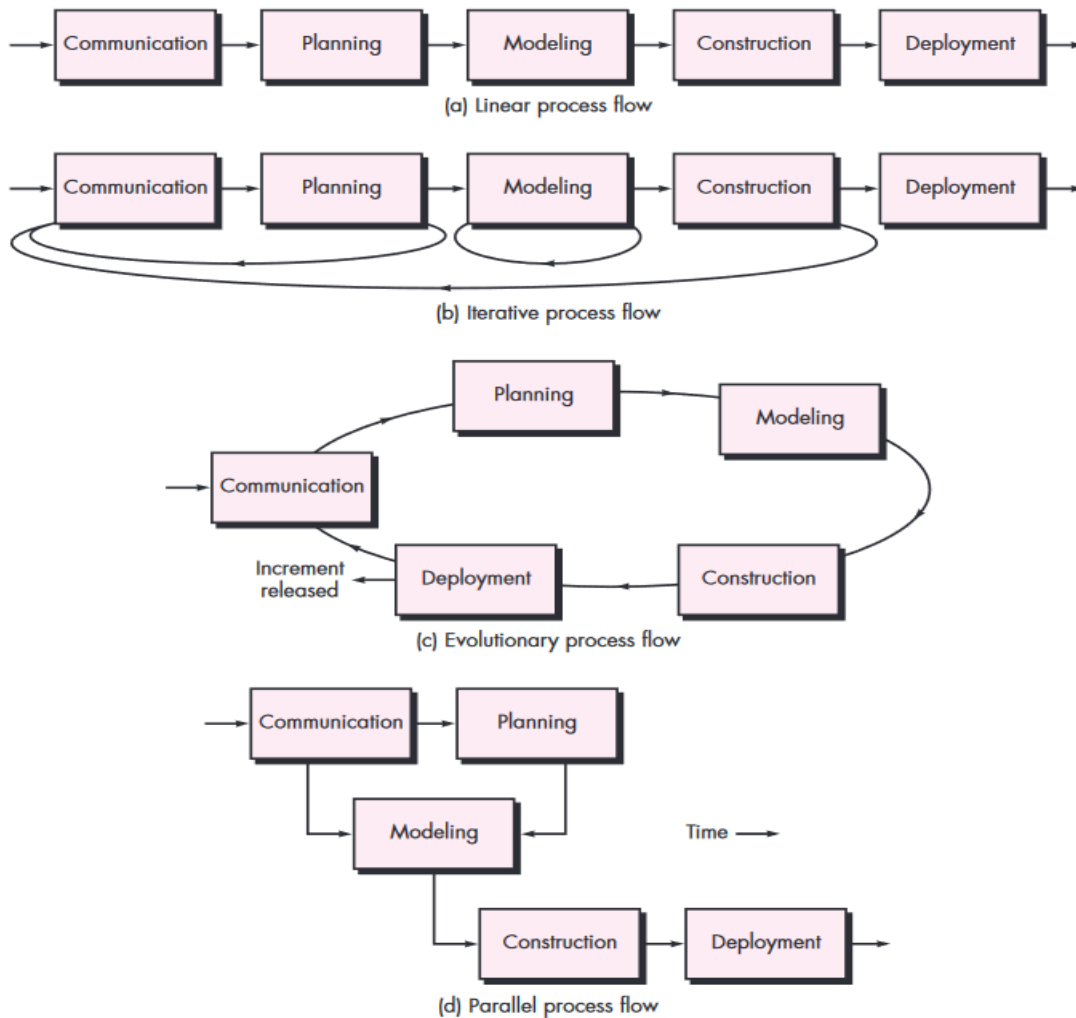 Communication
Planning
Modeling
Construction
Deployment
(a) Linear process flow
Communication
Planning
Modeling
Construction
Deployment
(b) Iterative process flow
Planning
Modeling
Communication
Increment
released
Deployment
Construction
(c) Evolutionary process flow
Communication
Planning
Modeling
Time
Construction
Deployment
(d) Parallel process flow